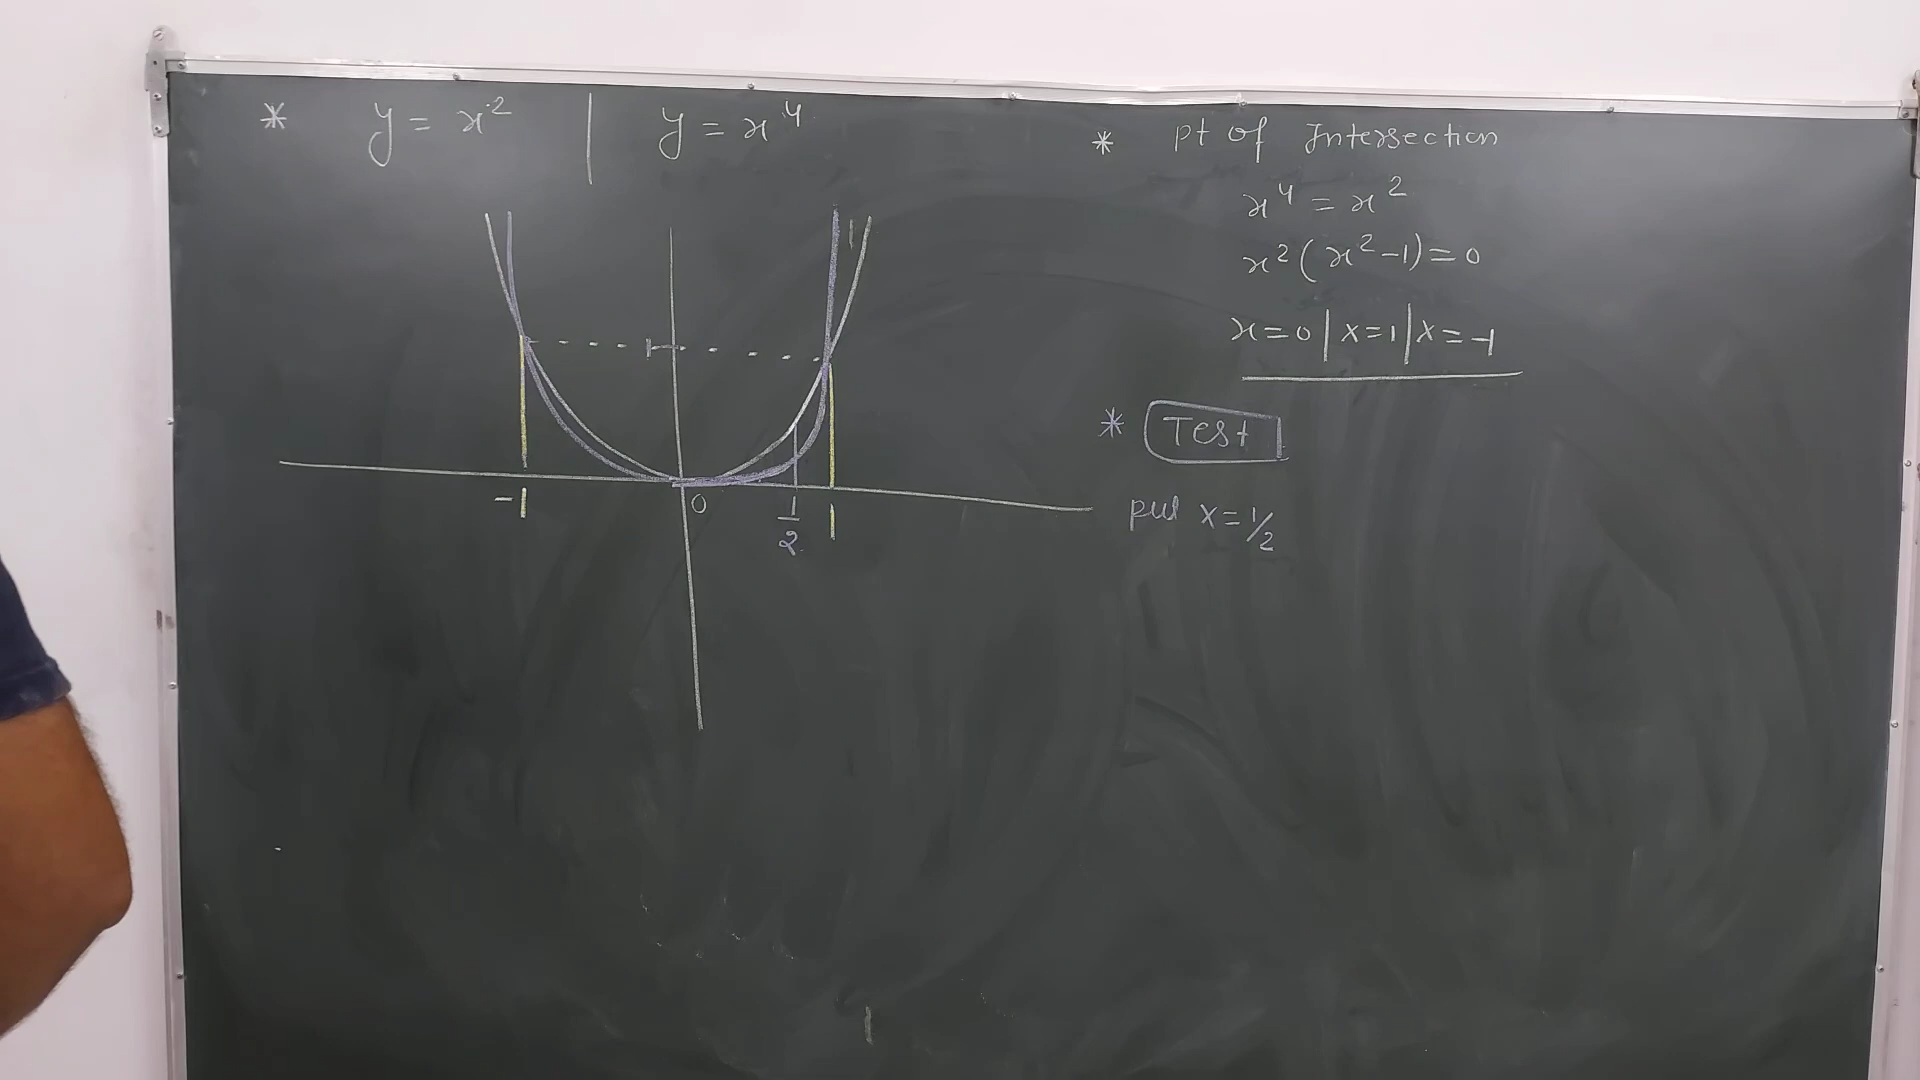 * y = x² | y = x⁴
1
-1 0 1/2 1
* pt of Intersection
x⁴ = x²
x²(x²-1)=0
x=0 | x=1 | x=-1
* Test
put x=1/2